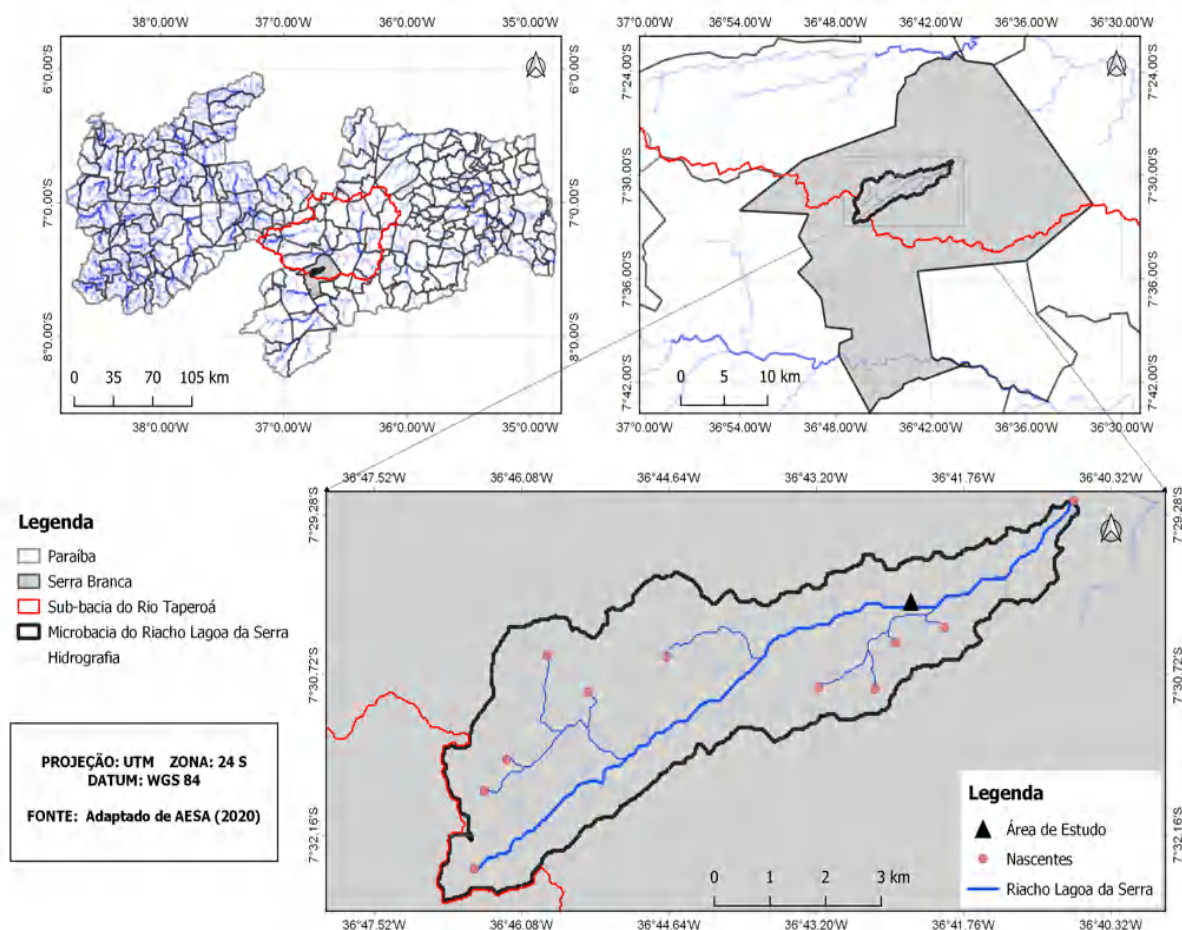 38°0.00'W 37°0.00'W 36°0.00'W 35°0.00'W
6°0.00'S 6°0.00'S
7°0.00'S 7°0.00'S
8°0.00'S 8°0.00'S
0 35 70 105 km
38°0.00'W 37°0.00'W 36°0.00'W 35°0.00'W
37°0.00'W 36°54.00'W 36°48.00'W 36°42.00'W 36°36.00'W 36°30.00'W
7°24.00'S 7°24.00'S
7°30.00'S 7°30.00'S
7°36.00'S 7°36.00'S
7°42.00'S 7°42.00'S
0 5 10 km
37°0.00'W 36°54.00'W 36°48.00'W 36°42.00'W 36°36.00'W 36°30.00'W
Legenda
Paraíba
Serra Branca
Sub-bacia do Rio Taperoá
Microbacia do Riacho Lagoa da Serra
Hidrografia
PROJEÇÃO: UTM ZONA: 24 S
DATUM: WGS 84
FONTE: Adaptado de AESA (2020)
36°47.52'W 36°46.08'W 36°44.64'W 36°43.20'W 36°41.76'W 36°40.32'W
7°29.28'S 7°29.28'S
7°30.72'S 7°30.72'S
7°32.16'S 7°32.16'S
Legenda
Área de Estudo
Nascentes
Riacho Lagoa da Serra
0 1 2 3 km
36°47.52'W 36°46.08'W 36°44.64'W 36°43.20'W 36°41.76'W 36°40.32'W